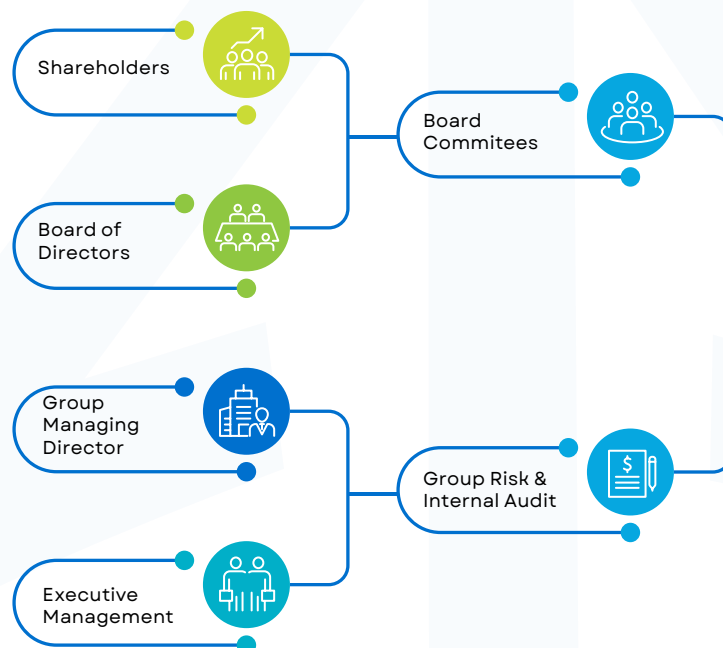 Shareholders
Board
Commitees
Board of
Directors
Group
Managing
Director
$
Group Risk &
Internal Audit
Executive
Management